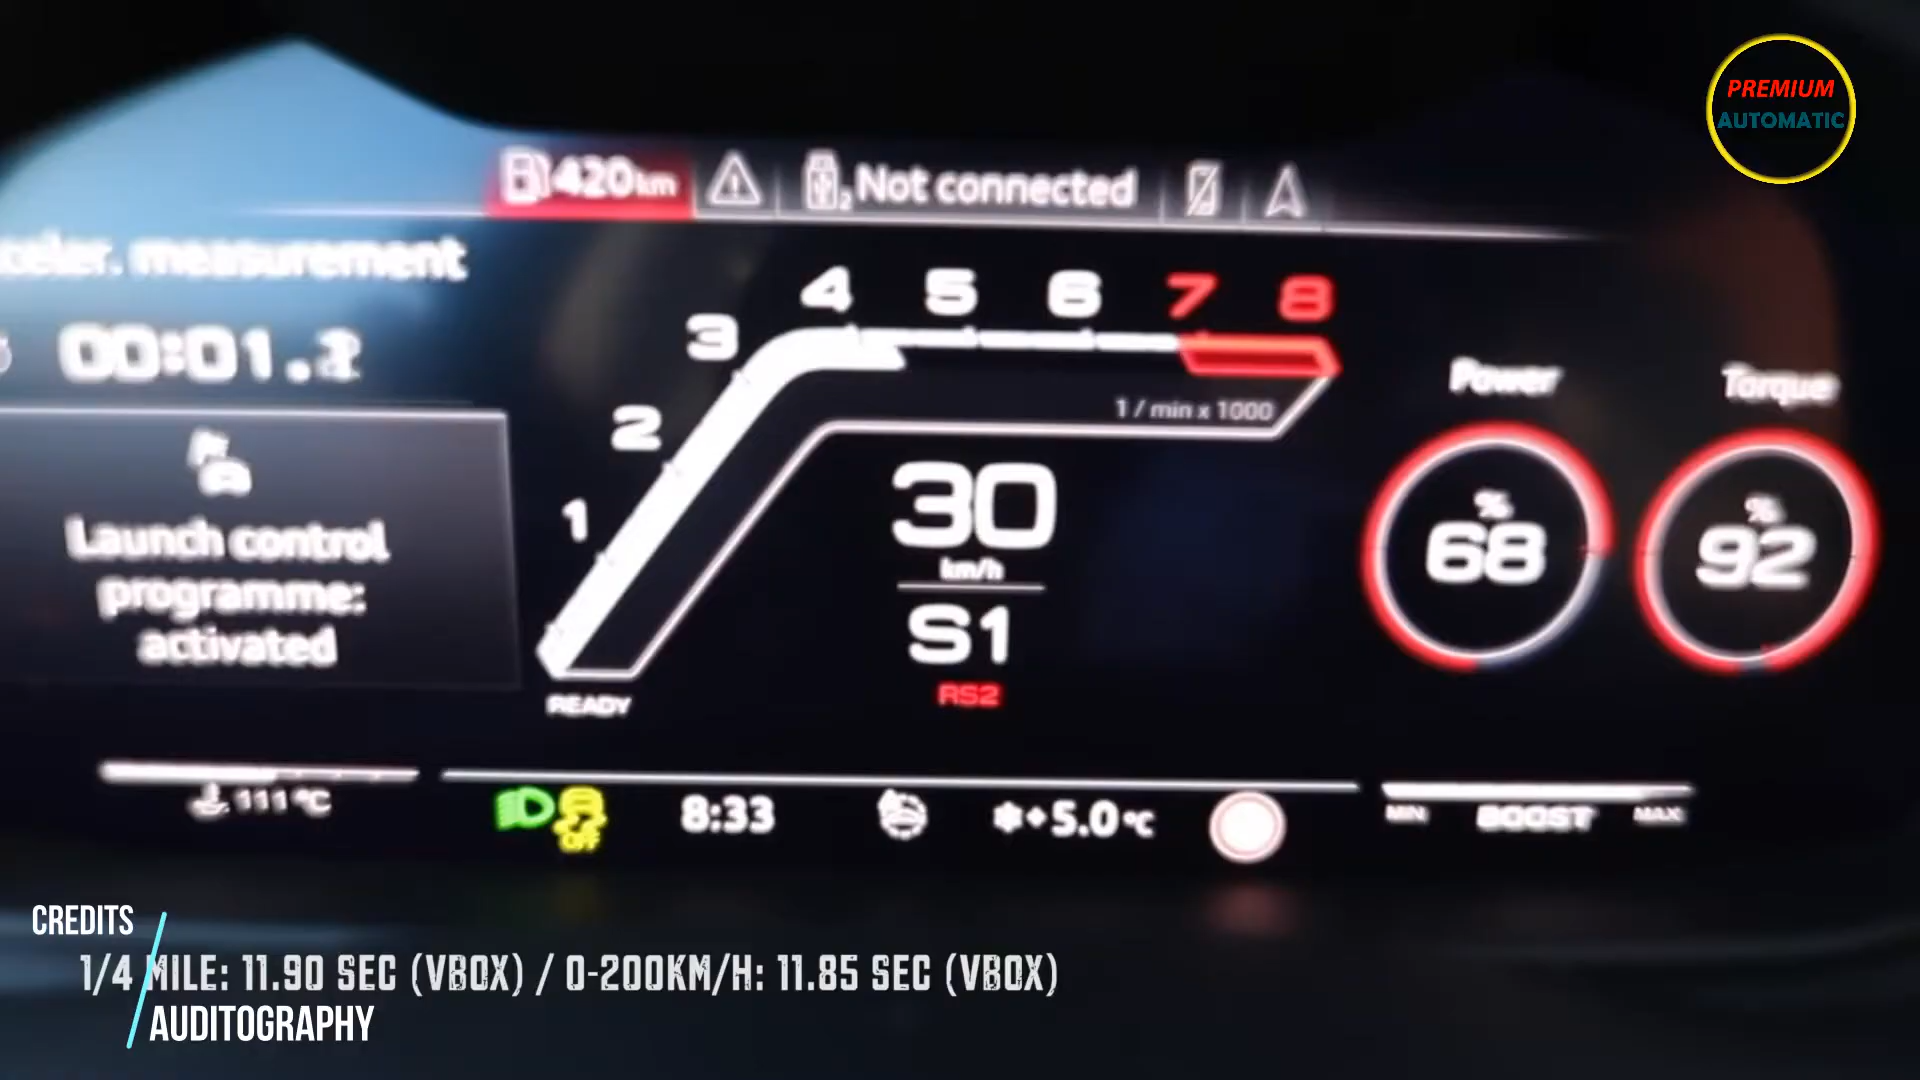 PREMIUM
AUTOMATIC
420km
2 Not connected
celer. measurement
00:01.
1 2 3 4 5 6 7 8
1 / min x 1000
Power
Torque
%
68
%
92
30
km/h
S1
RS2
Launch control
programme:
activated
READY
111°C
OFF
8:33
+5.0°C
MIN BOOST MAX
CREDITS
1/4 MILE: 11.90 SEC (VBOX) / 0-200KM/H: 11.85 SEC (VBOX)
AUDITOGRAPHY